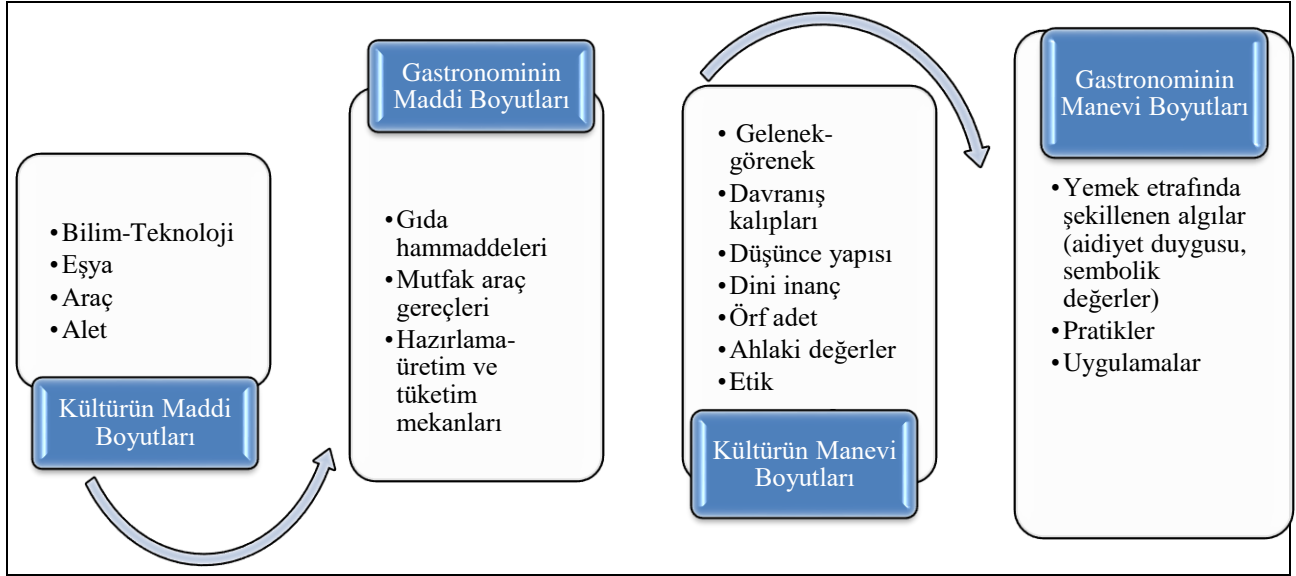 • Bilim-Teknoloji
• Eşya
• Araç
• Alet
Kültürün Maddi
Boyutları
Gastronominin
Maddi Boyutları
• Gıda
hammaddeleri
• Mutfak araç
gereçleri
• Hazırlama-
üretim ve
tüketim
mekanları
• Gelenek-
görenek
• Davranış
kalıpları
• Düşünce yapısı
• Dini inanç
• Örf adet
• Ahlaki değerler
• Etik
Kültürün Manevi
Boyutları
Gastronominin
Manevi Boyutları
• Yemek etrafında
şekillenen algılar
(aidiyet duygusu,
sembolik
değerler)
• Pratikler
• Uygulamalar